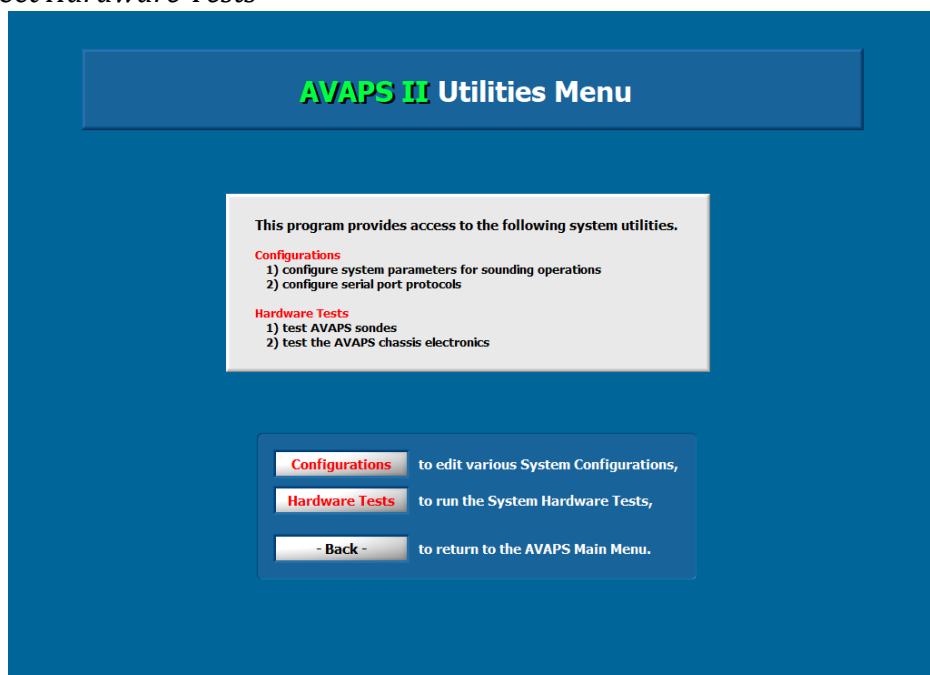 Hardware Tests
AVAPS II Utilities Menu
This program provides access to the following system utilities.
Configurations
1) configure system parameters for sounding operations
2) configure serial port protocols
Hardware Tests
1) test AVAPS sondes
2) test the AVAPS chassis electronics
Configurations to edit various System Configurations,
Hardware Tests to run the System Hardware Tests,
- Back - to return to the AVAPS Main Menu.